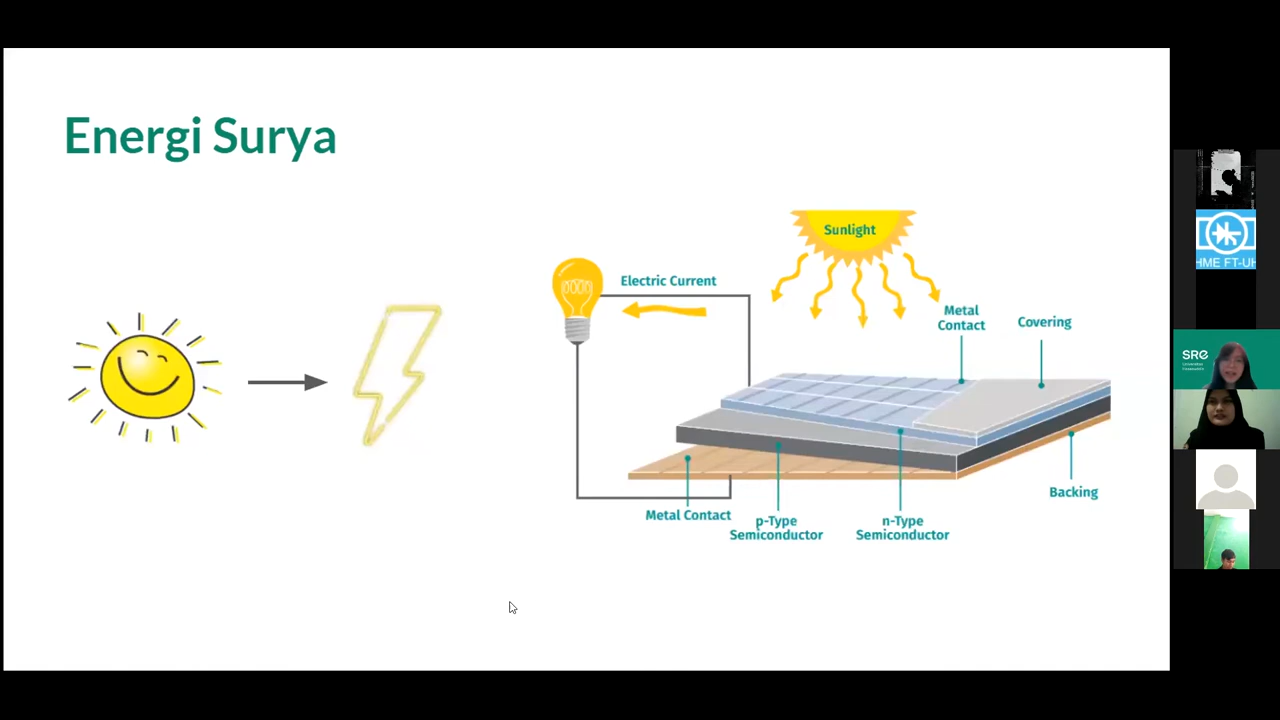 Energi Surya
Sunlight
Electric Current
Metal
Contact
Covering
Metal Contact
p-Type
Semiconductor
n-Type
Semiconductor
Backing
HME FT-UH
SRE